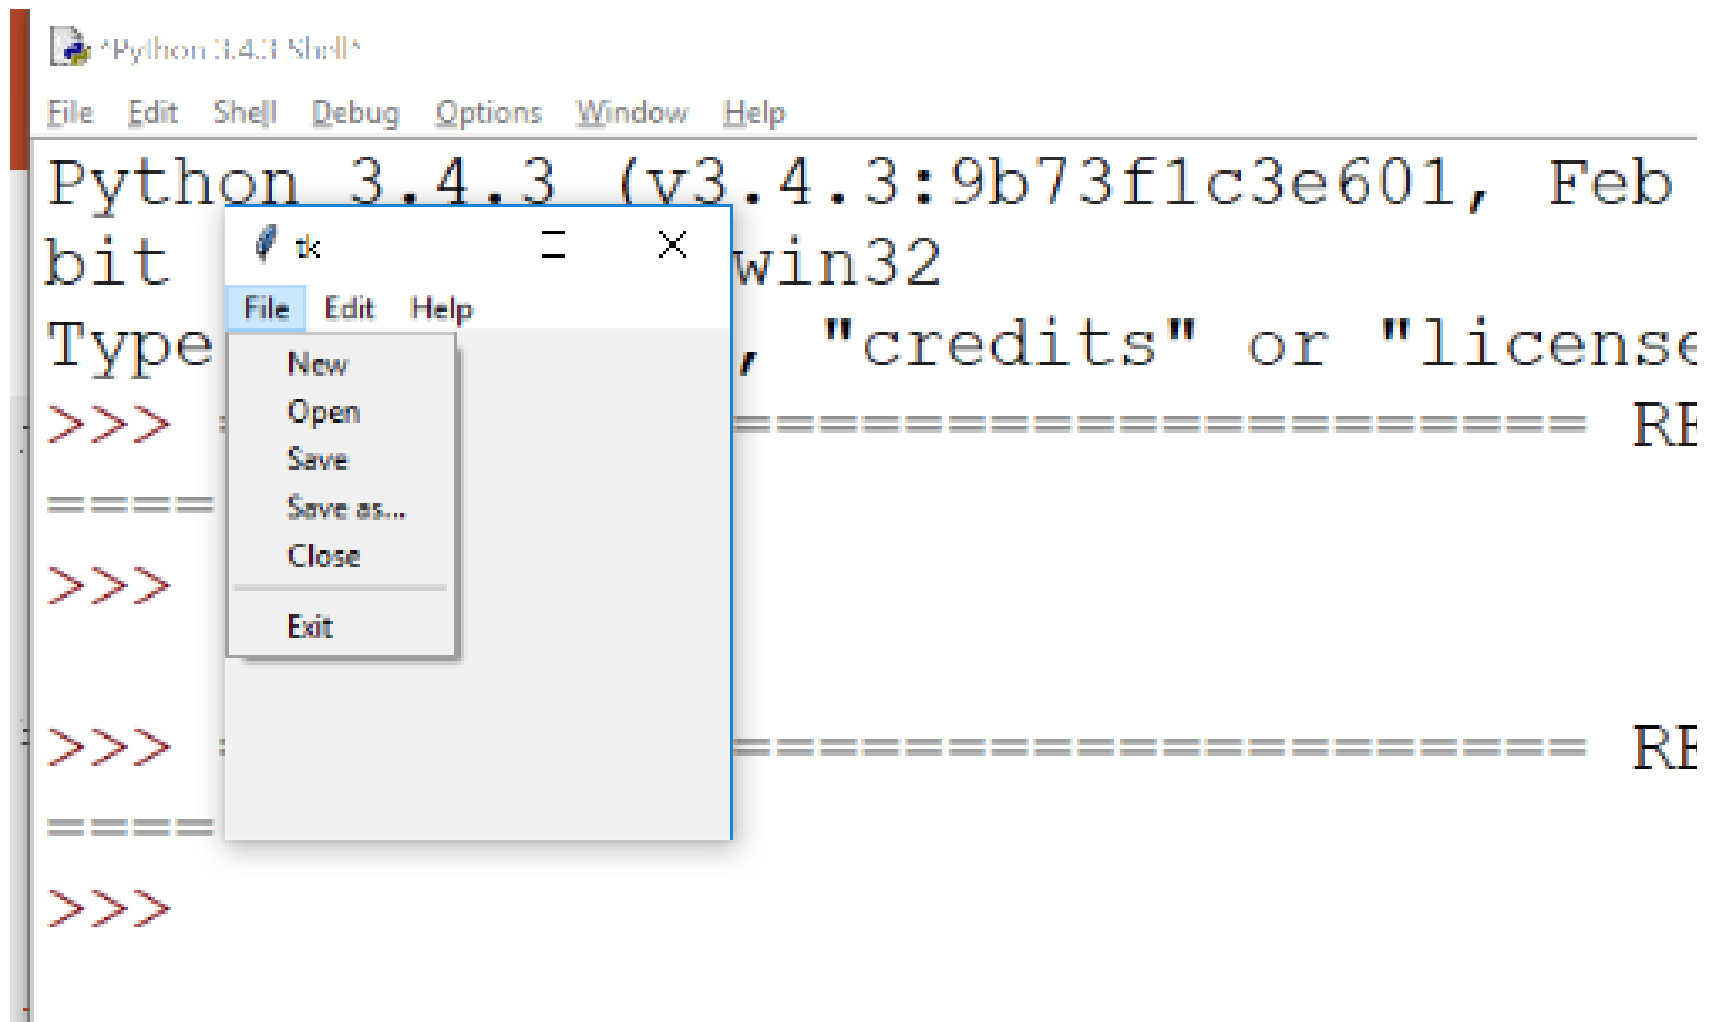 *Python 3.4.3 Shell*
File Edit Shell Debug Options Window Help
Python 3.4.3 (v3.4.3:9b73f1c3e601, Feb
bit win32
Type , "credits" or "license
>>> ===================== RE
====
>>>
>>> ===================== RE
====
>>>
tk
File Edit Help
New
Open
Save
Save as...
Close
Exit